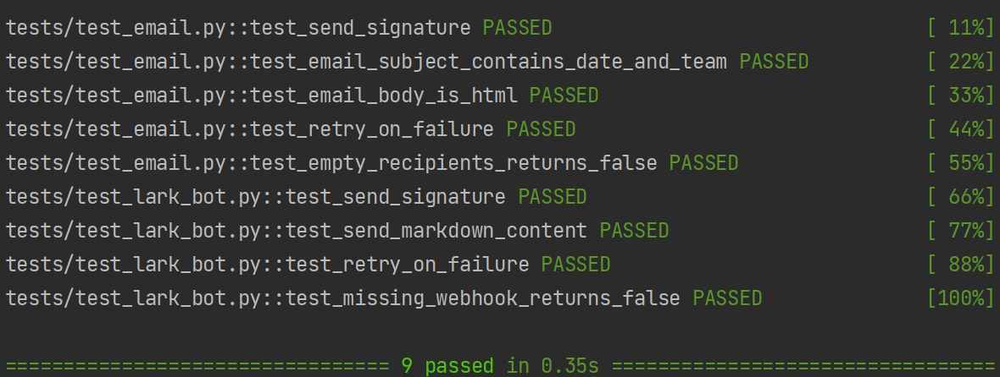 tests/test_email.py::test_send_signature PASSED [ 11%]
tests/test_email.py::test_email_subject_contains_date_and_team PASSED [ 22%]
tests/test_email.py::test_email_body_is_html PASSED [ 33%]
tests/test_email.py::test_retry_on_failure PASSED [ 44%]
tests/test_email.py::test_empty_recipients_returns_false PASSED [ 55%]
tests/test_lark_bot.py::test_send_signature PASSED [ 66%]
tests/test_lark_bot.py::test_send_markdown_content PASSED [ 77%]
tests/test_lark_bot.py::test_retry_on_failure PASSED [ 88%]
tests/test_lark_bot.py::test_missing_webhook_returns_false PASSED [100%]
================================= 9 passed in 0.35s =================================